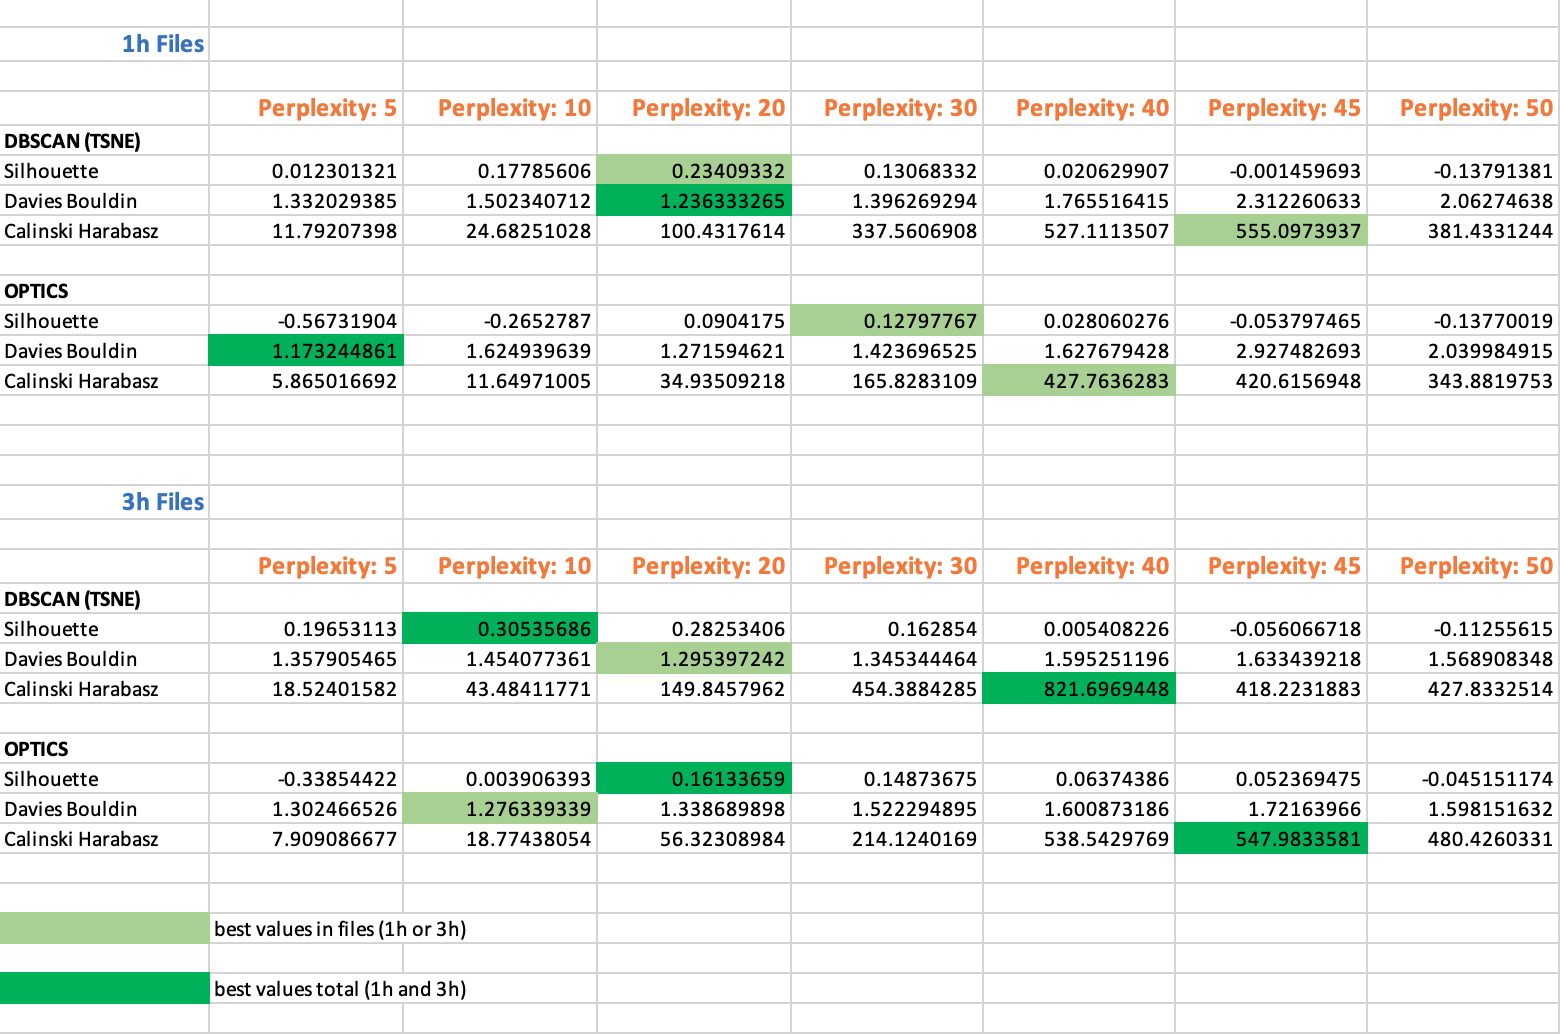 1h Files
Perplexity: 5 Perplexity: 10 Perplexity: 20 Perplexity: 30 Perplexity: 40 Perplexity: 45 Perplexity: 50
DBSCAN (TSNE)
Silhouette 0.012301321 0.17785606 0.23409332 0.13068332 0.020629907 -0.001459693 -0.13791381
Davies Bouldin 1.332029385 1.502340712 1.236333265 1.396269294 1.765516415 2.312260633 2.06274638
Calinski Harabasz 11.79207398 24.68251028 100.4317614 337.5606908 527.1113507 555.0973937 381.4331244
OPTICS
Silhouette -0.56731904 -0.2652787 0.0904175 0.12797767 0.028060276 -0.053797465 -0.13770019
Davies Bouldin 1.173244861 1.624939639 1.271594621 1.423696525 1.627679428 2.927482693 2.039984915
Calinski Harabasz 5.865016692 11.64971005 34.93509218 165.8283109 427.7636283 420.6156948 343.8819753
3h Files
Perplexity: 5 Perplexity: 10 Perplexity: 20 Perplexity: 30 Perplexity: 40 Perplexity: 45 Perplexity: 50
DBSCAN (TSNE)
Silhouette 0.19653113 0.30535686 0.28253406 0.162854 0.005408226 -0.056066718 -0.11255615
Davies Bouldin 1.357905465 1.454077361 1.295397242 1.345344464 1.595251196 1.633439218 1.568908348
Calinski Harabasz 18.52401582 43.48411771 149.8457962 454.3884285 821.6969448 418.2231883 427.8332514
OPTICS
Silhouette -0.33854422 0.003906393 0.16133659 0.14873675 0.06374386 0.052369475 -0.045151174
Davies Bouldin 1.302466526 1.276339339 1.338689898 1.522294895 1.600873186 1.72163966 1.598151632
Calinski Harabasz 7.909086677 18.77438054 56.32308984 214.1240169 538.5429769 547.9833581 480.4260331
best values in files (1h or 3h)
best values total (1h and 3h)